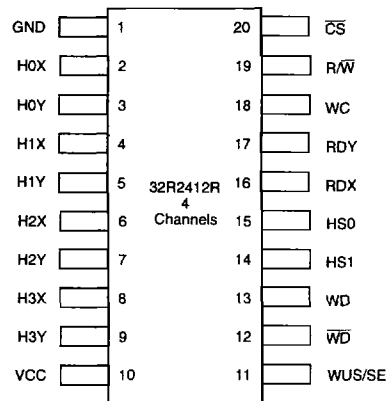 GND 1 20 C̅S̅
H0X 2 19 R/W̅
H0Y 3 18 WC
H1X 4 17 RDY
H1Y 5 16 RDX
32R2412R
4
Channels
H2X 6 15 HS0
H2Y 7 14 HS1
H3X 8 13 WD
H3Y 9 12 W̅D̅
VCC 10 11 WUS/SE